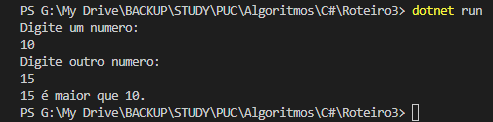 PS G:\My Drive\BACKUP\STUDY\PUC\Algoritmos\C#\Roteiro3> dotnet run
Digite um numero:
10
Digite outro numero:
15
15 é maior que 10.
PS G:\My Drive\BACKUP\STUDY\PUC\Algoritmos\C#\Roteiro3>